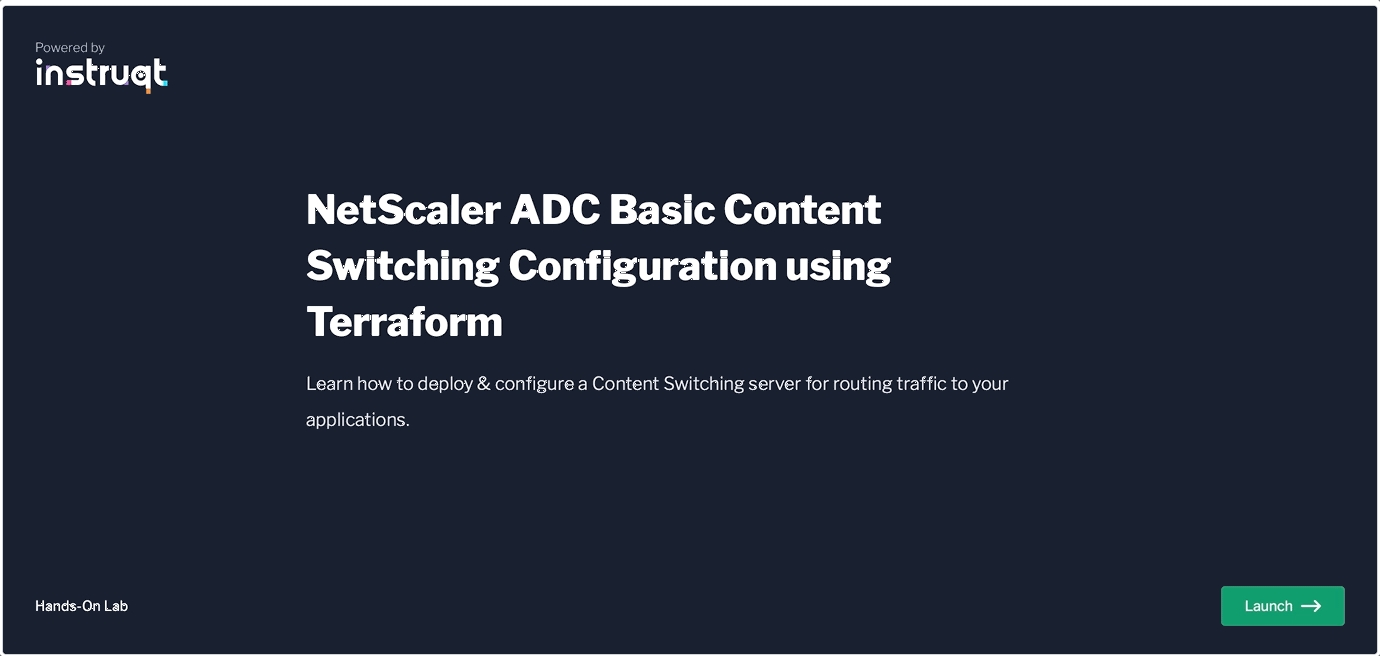 Powered by
instruqt
NetScaler ADC Basic Content
Switching Configuration using
Terraform
Learn how to deploy & configure a Content Switching server for routing traffic to your
applications.
Hands-On Lab
Launch